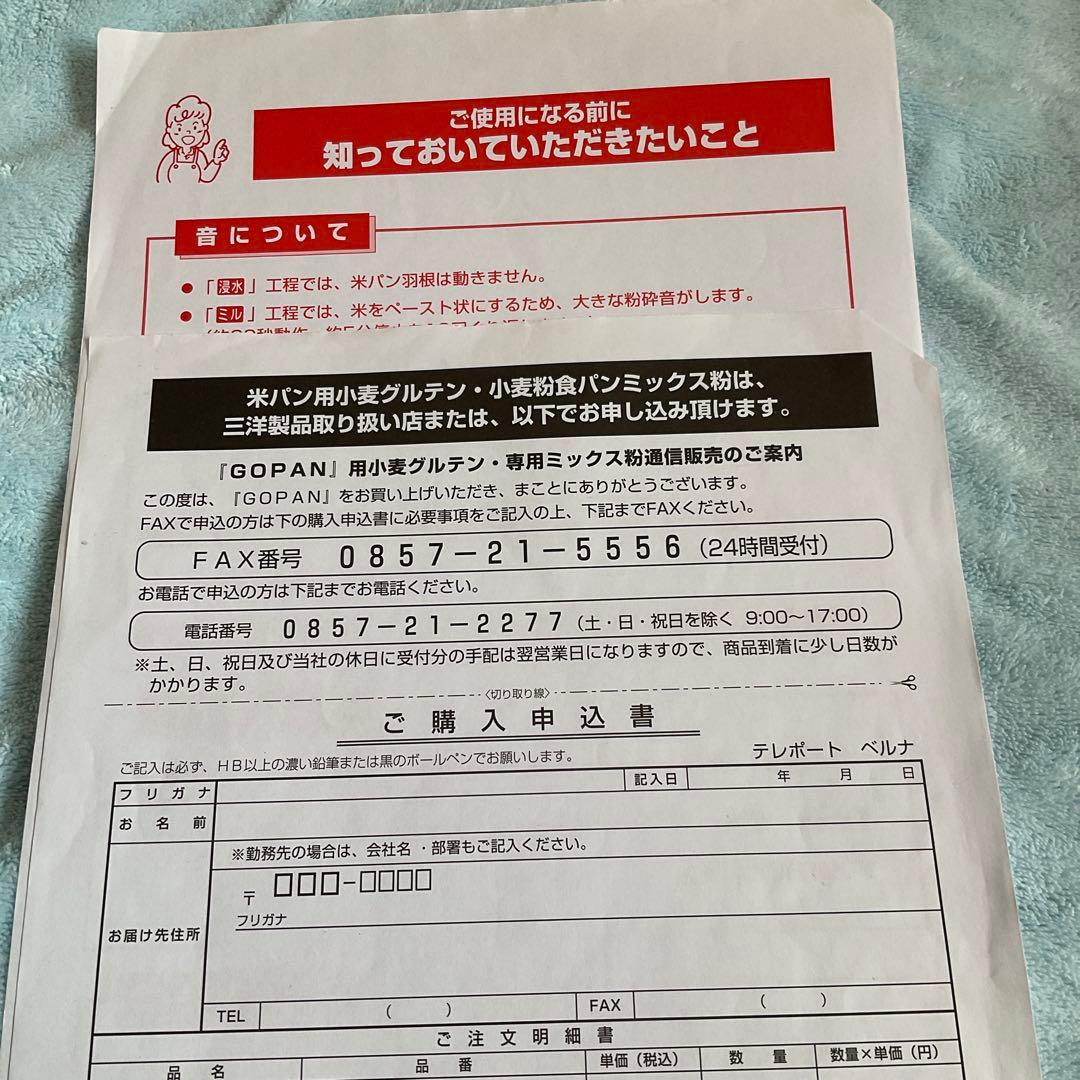 ご使用になる前に
知っておいていただきたいこと
音について
●「浸水」工程では、米パン羽根は動きません。
●「ミル」工程では、米をペースト状にするため、大きな粉砕音がします。
米パン用小麦グルテン・小麦粉食パンミックス粉は、
三洋製品取り扱い店または、以下でお申し込み頂けます。
『GOPAN』用小麦グルテン・専用ミックス粉通信販売のご案内
この度は、『GOPAN』をお買い上げいただき、まことにありがとうございます。
FAXで申込の方は下の購入申込書に必要事項をご記入の上、下記までFAXください。
FAX番号 0857-21-5556 (24時間受付)
お電話で申込の方は下記までお電話ください。
電話番号 0857-21-2277 (土・日・祝日を除く 9:00〜17:00)
※土、日、祝日及び当社の休日に受付分の手配は翌営業日になりますので、商品到着に少し日数が
かかります。
〈切り取り線〉
ご購入申込書
テレポート ベルナ
ご記入は必ず、HB以上の濃い鉛筆または黒のボールペンでお願いします。
フリガナ 記入日 年 月 日
お名前
※勤務先の場合は、会社名・部署もご記入ください。
〒 □□□-□□□□
フリガナ
お届け先住所
TEL ( ) FAX ( )
ご注文明細書
品名 品番 単価(税込) 数量 数量×単価(円)